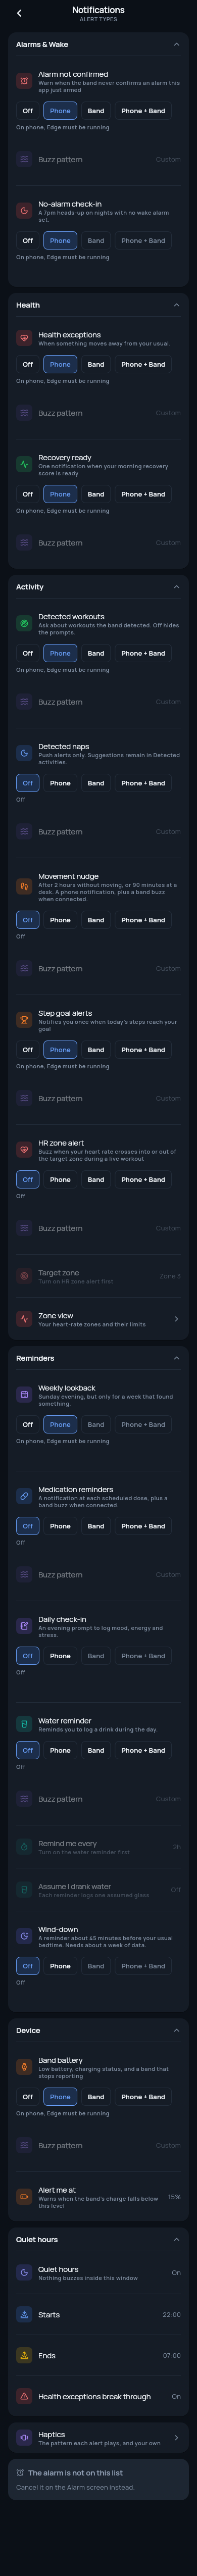 Notifications
ALERT TYPES
Alarms & Wake
Alarm not confirmed
Warn when the band never confirms an alarm this
app just armed
Off Phone Band Phone + Band
On phone, Edge must be running
Buzz pattern Custom
No-alarm check-in
A 7pm heads-up on nights with no wake alarm
set.
Off Phone Band Phone + Band
On phone, Edge must be running
Health
Health exceptions
When something moves away from your usual.
Off Phone Band Phone + Band
On phone, Edge must be running
Buzz pattern Custom
Recovery ready
One notification when your morning recovery
score is ready
Off Phone Band Phone + Band
On phone, Edge must be running
Buzz pattern Custom
Activity
Detected workouts
Ask about workouts the band detected. Off hides
the prompts.
Off Phone Band Phone + Band
On phone, Edge must be running
Buzz pattern Custom
Detected naps
Push alerts only. Suggestions remain in Detected
activities.
Off Phone Band Phone + Band
Off
Buzz pattern Custom
Movement nudge
After 2 hours without moving, or 90 minutes at a
desk. A phone notification, plus a band buzz
when connected.
Off Phone Band Phone + Band
Off
Buzz pattern Custom
Step goal alerts
Notifies you once when today's steps reach your
goal
Off Phone Band Phone + Band
On phone, Edge must be running
Buzz pattern Custom
HR zone alert
Buzz when your heart rate crosses into or out of
the target zone during a live workout
Off Phone Band Phone + Band
Off
Buzz pattern Custom
Target zone Zone 3
Turn on HR zone alert first
Zone view
Your heart-rate zones and their limits
Reminders
Weekly lookback
Sunday evening, but only for a week that found
something.
Off Phone Band Phone + Band
On phone, Edge must be running
Medication reminders
A notification at each scheduled dose, plus a
band buzz when connected.
Off Phone Band Phone + Band
Off
Buzz pattern Custom
Daily check-in
An evening prompt to log mood, energy and
stress.
Off Phone Band Phone + Band
Off
Water reminder
Reminds you to log a drink during the day.
Off Phone Band Phone + Band
Off
Buzz pattern Custom
Remind me every 2h
Turn on the water reminder first
Assume I drank water Off
Each reminder logs one assumed glass
Wind-down
A reminder about 45 minutes before your usual
bedtime. Needs about a week of data.
Off Phone Band Phone + Band
Off
Device
Band battery
Low battery, charging status, and a band that
stops reporting
Off Phone Band Phone + Band
On phone, Edge must be running
Buzz pattern Custom
Alert me at 15%
Warns when the band's charge falls below
this level
Quiet hours
Quiet hours On
Nothing buzzes inside this window
Starts 22:00
Ends 07:00
Health exceptions break through On
Haptics
The pattern each alert plays, and your own
The alarm is not on this list
Cancel it on the Alarm screen instead.